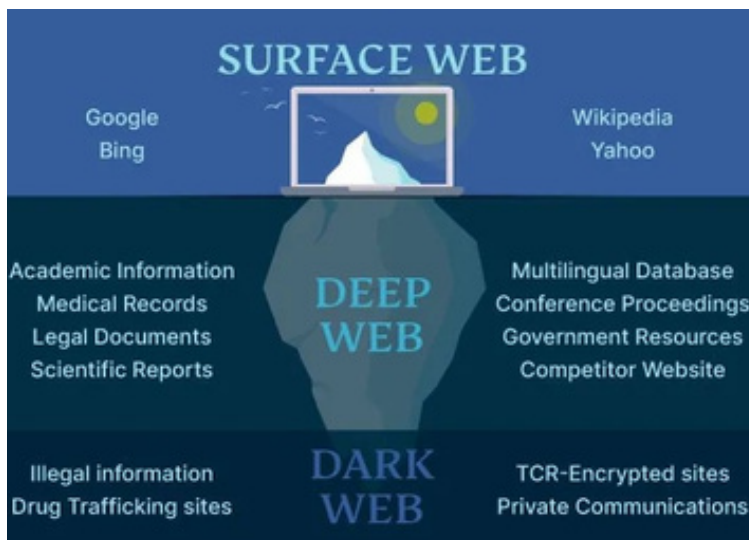 SURFACE WEB
Google
Bing
Wikipedia
Yahoo
Academic Information
Medical Records
Legal Documents
Scientific Reports
DEEP
WEB
Multilingual Database
Conference Proceedings
Government Resources
Competitor Website
Illegal information
Drug Trafficking sites
DARK
WEB
TCR-Encrypted sites
Private Communications